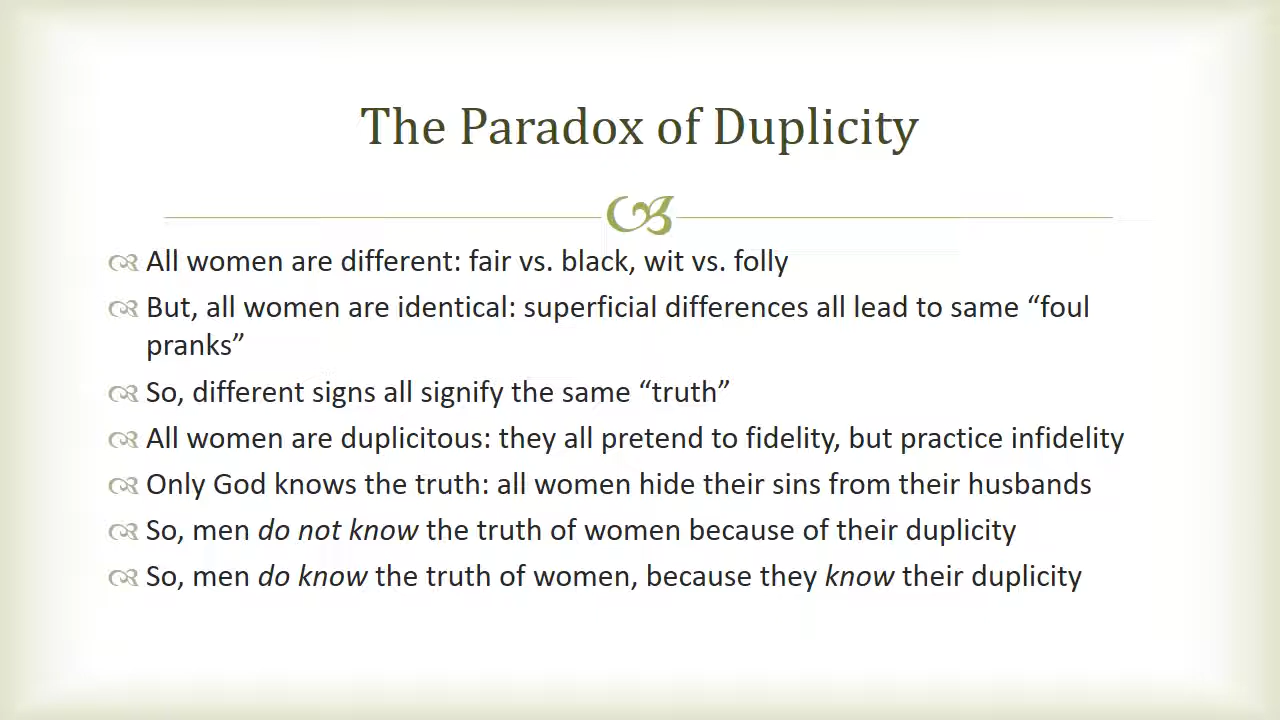 The Paradox of Duplicity
All women are different: fair vs. black, wit vs. folly
But, all women are identical: superficial differences all lead to same “foul
pranks”
So, different signs all signify the same “truth”
All women are duplicitous: they all pretend to fidelity, but practice infidelity
Only God knows the truth: all women hide their sins from their husbands
So, men do not know the truth of women because of their duplicity
So, men do know the truth of women, because they know their duplicity